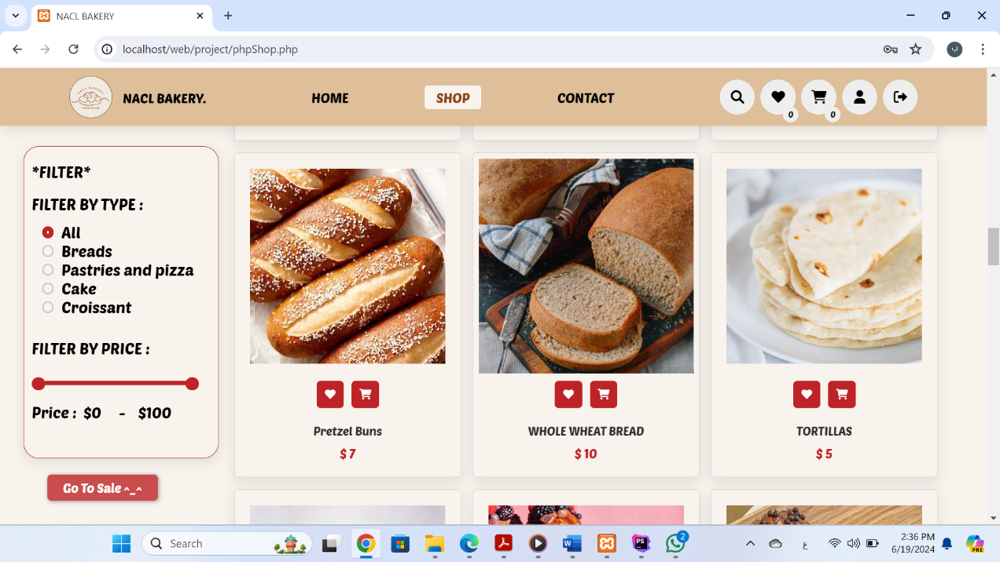 NACL BAKERY
localhost/web/project/phpShop.php
NACL BAKERY.
HOME
SHOP
CONTACT
0
0
*FILTER*
FILTER BY TYPE :
All
Breads
Pastries and pizza
Cake
Croissant
FILTER BY PRICE :
Price : $0 - $100
Go To Sale ^_^
Pretzel Buns
$ 7
WHOLE WHEAT BREAD
$ 10
TORTILLAS
$ 5
Search
W
PS
2
ع
2:36 PM
6/19/2024
PRE